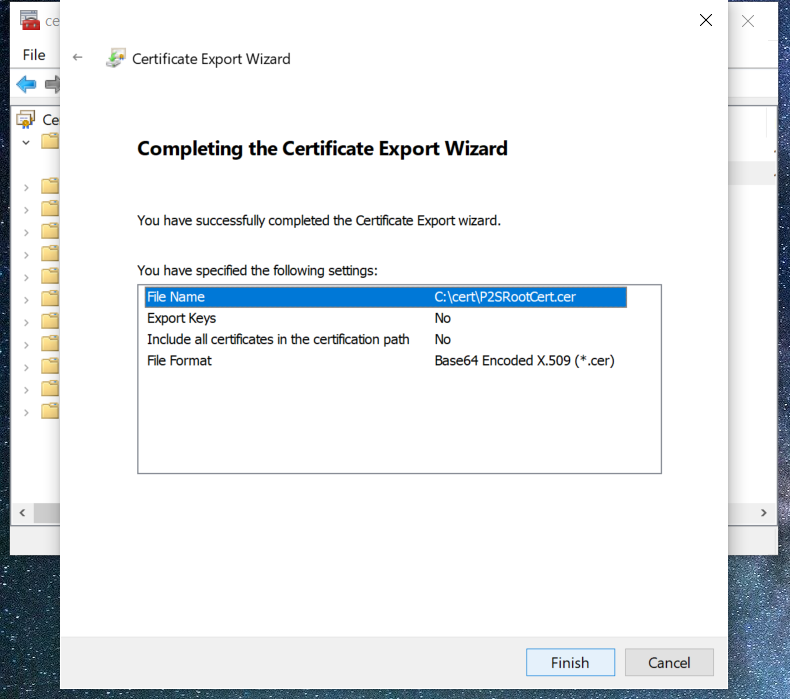 ce
File
Certificate Export Wizard
Ce
Completing the Certificate Export Wizard
You have successfully completed the Certificate Export wizard.
You have specified the following settings:
File Name C:\cert\P2SRootCert.cer
Export Keys No
Include all certificates in the certification path No
File Format Base64 Encoded X.509 (*.cer)
Finish Cancel